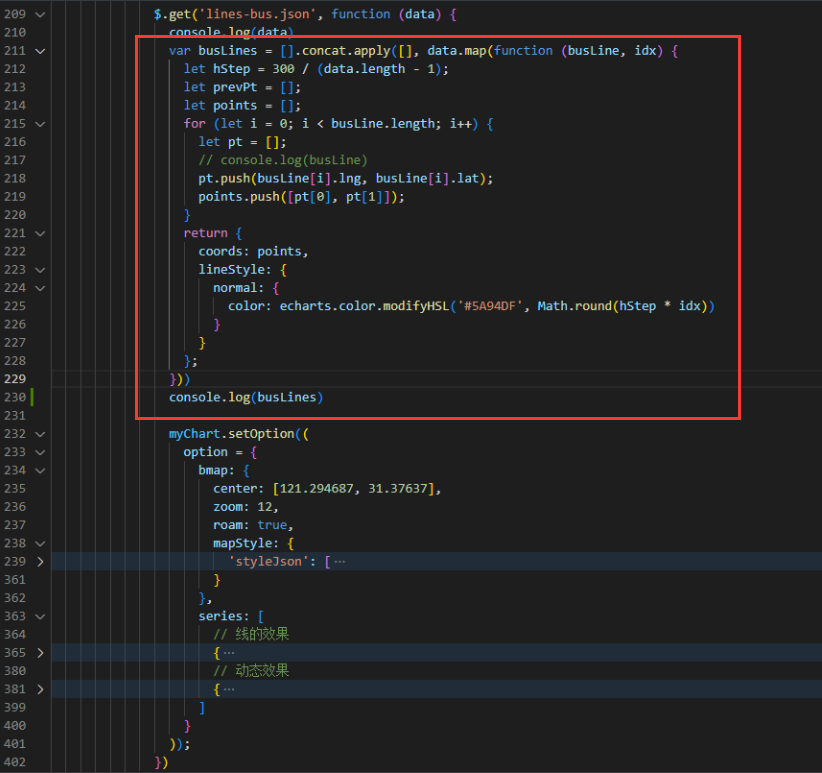 209 $.get('lines-bus.json', function (data) {
210 console.log(data)
211 var busLines = [].concat.apply([], data.map(function (busLine, idx) {
212 let hStep = 300 / (data.length - 1);
213 let prevPt = [];
214 let points = [];
215 for (let i = 0; i < busLine.length; i++) {
216 let pt = [];
217 // console.log(busLine)
218 pt.push(busLine[i].lng, busLine[i].lat);
219 points.push([pt[0], pt[1]]);
220 }
221 return {
222 coords: points,
223 lineStyle: {
224 normal: {
225 color: echarts.color.modifyHSL('#5A94DF', Math.round(hStep * idx))
226 }
227 }
228 };
229 }))
230 console.log(busLines)
231
232 myChart.setOption((
233 option = {
234 bmap: {
235 center: [121.294687, 31.37637],
236 zoom: 12,
237 roam: true,
238 mapStyle: {
239 'styleJson': [ ⋯
361 }
362 },
363 series: [
364 // 线的效果
365 { ⋯
380 // 动态效果
381 { ⋯
399 ]
400 }
401 ));
402 })